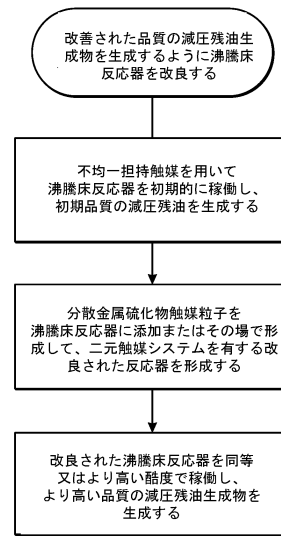 改善された品質の減圧残油生
成物を生成するように沸騰床
反応器を改良する
不均一担持触媒を用いて
沸騰床反応器を初期的に稼働し、
初期品質の減圧残油を生成する
分散金属硫化物触媒粒子を
沸騰床反応器に添加またはその場で形
成して、二元触媒システムを有する改
良された反応器を形成する
改良された沸騰床反応器を同等
又はより高い酷度で稼働し、
より高い品質の減圧残油生成物を
生成する